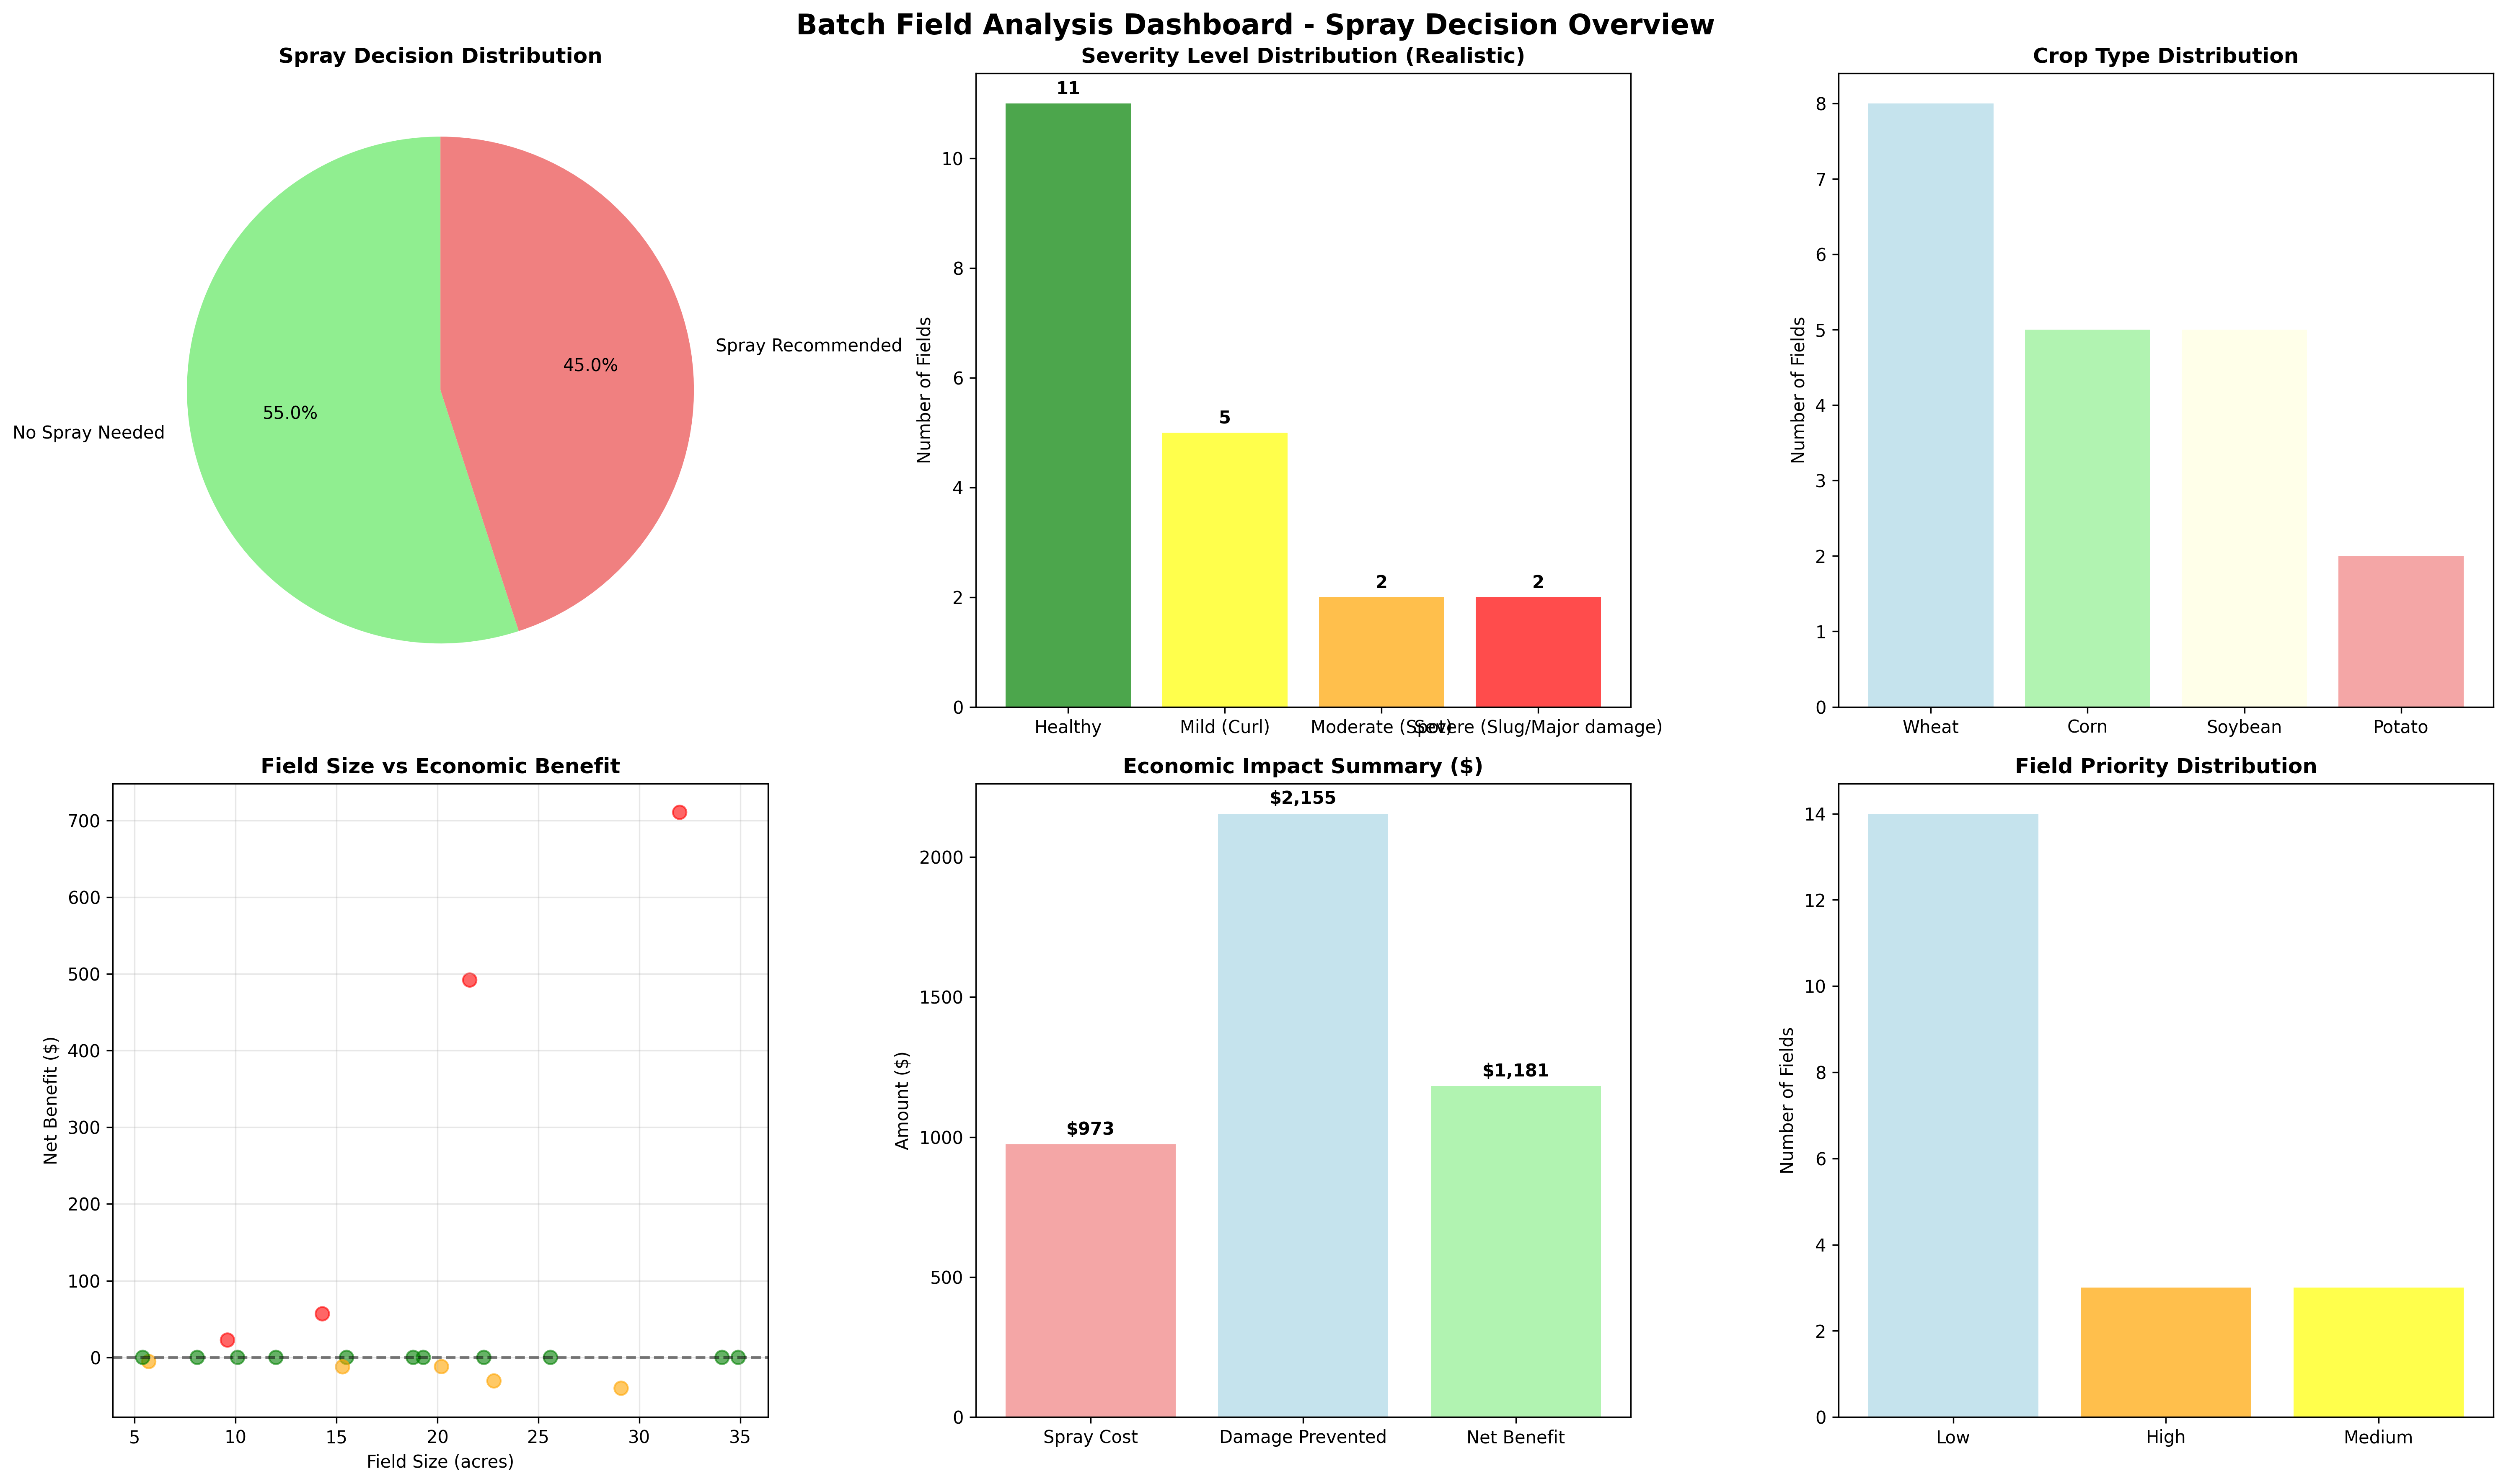 Batch Field Analysis Dashboard - Spray Decision Overview
Spray Decision Distribution
Spray Recommended
45.0%
55.0%
No Spray Needed
Severity Level Distribution (Realistic)
Number of Fields
10
8
6
4
2
0
11
5
2
2
Healthy
Mild (Curl)
Moderate (Spot)
Severe (Slug/Major damage)
Crop Type Distribution
Number of Fields
8
7
6
5
4
3
2
1
0
Wheat
Corn
Soybean
Potato
Field Size vs Economic Benefit
Net Benefit ($)
700
600
500
400
300
200
100
0
5
10
15
20
25
30
35
Field Size (acres)
Economic Impact Summary ($)
Amount ($)
2000
1500
1000
500
0
$973
$2,155
$1,181
Spray Cost
Damage Prevented
Net Benefit
Field Priority Distribution
Number of Fields
14
12
10
8
6
4
2
0
Low
High
Medium